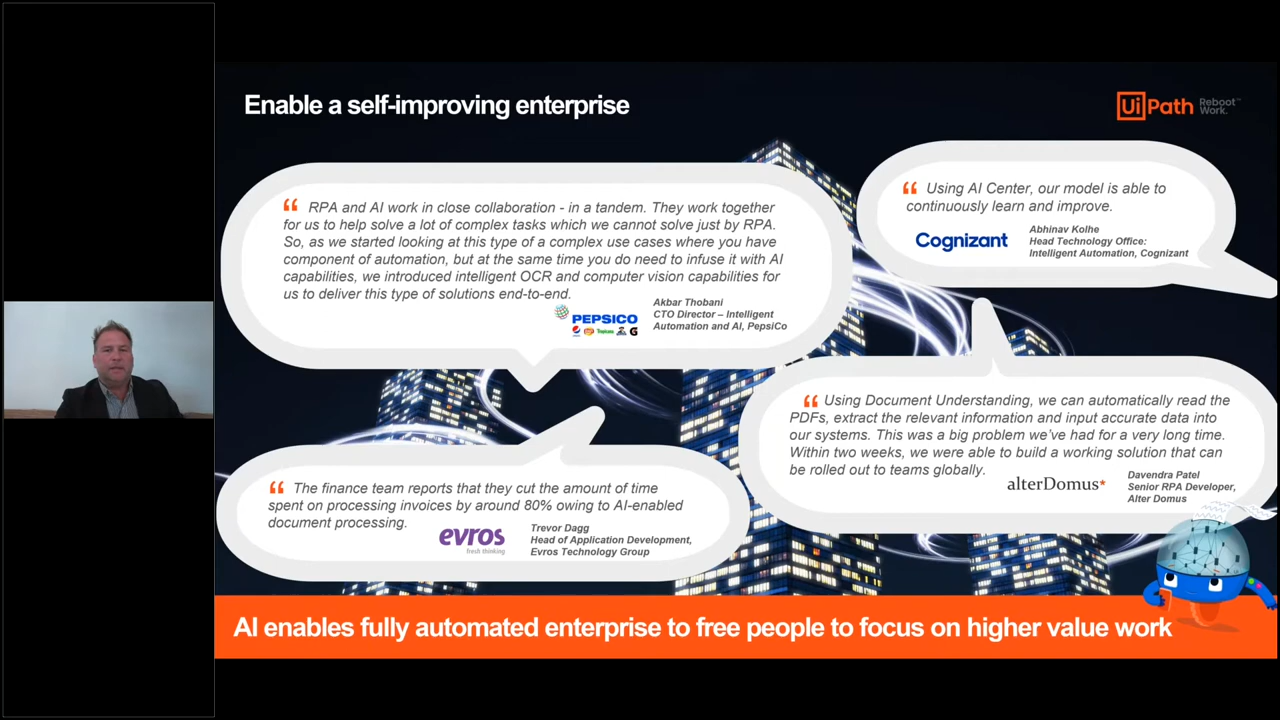 Enable a self-improving enterprise
UiPath Reboot Work.™
“ RPA and AI work in close collaboration - in a tandem. They work together
for us to help solve a lot of complex tasks which we cannot solve just by RPA.
So, as we started looking at this type of a complex use cases where you have
component of automation, but at the same time you do need to infuse it with AI
capabilities, we introduced intelligent OCR and computer vision capabilities for
us to deliver this type of solutions end-to-end.
PEPSICO
Akbar Thobani
CTO Director – Intelligent
Automation and AI, PepsiCo
“ Using AI Center, our model is able to
continuously learn and improve.
Cognizant
Abhinav Kolhe
Head Technology Office:
Intelligent Automation, Cognizant
“ The finance team reports that they cut the amount of time
spent on processing invoices by around 80% owing to AI-enabled
document processing.
evros
fresh thinking
Trevor Dagg
Head of Application Development,
Evros Technology Group
“ Using Document Understanding, we can automatically read the
PDFs, extract the relevant information and input accurate data into
our systems. This was a big problem we’ve had for a very long time.
Within two weeks, we were able to build a working solution that can
be rolled out to teams globally.
alterDomus*
Davendra Patel
Senior RPA Developer,
Alter Domus
AI enables fully automated enterprise to free people to focus on higher value work